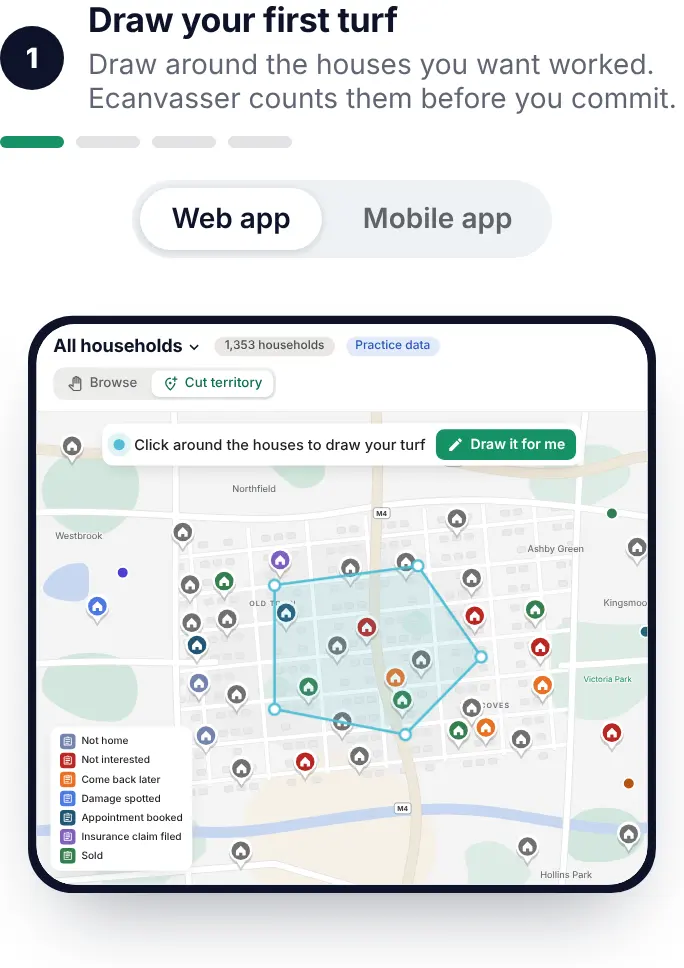 1
Draw your first turf
Draw around the houses you want worked.
Ecanvasser counts them before you commit.
Web app
Mobile app
All households
1,353 households
Practice data
Browse
Cut territory
Click around the houses to draw your turf
Draw it for me
Northfield
M4
Westbrook
Ashby Green
OLD
Victoria Park
Not home
Not interested
Come back later
Damage spotted
Appointment booked
Insurance claim filed
Sold
M4
Hollins Park